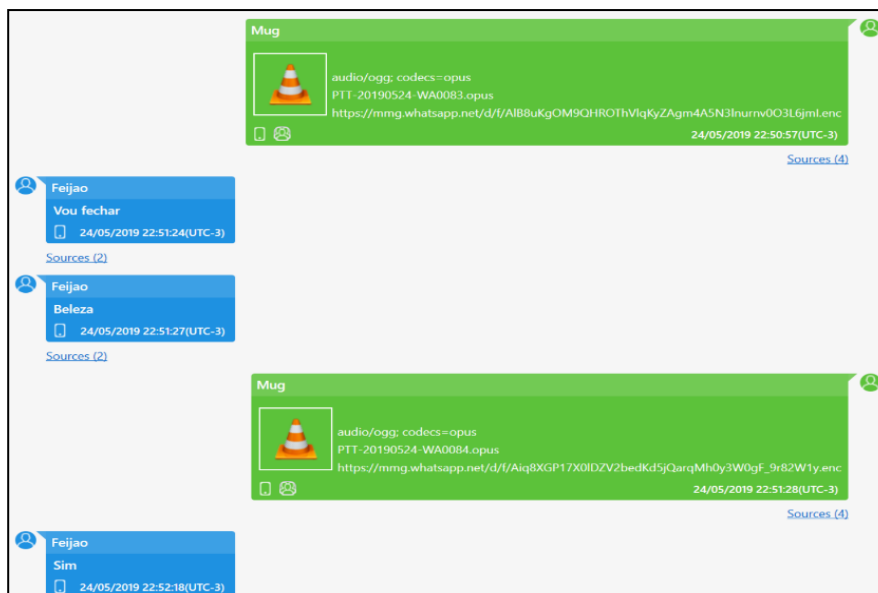 Mug
audio/ogg; codecs=opus
PTT-20190524-WA0083.opus
https://mmg.whatsapp.net/d/f/AlB8uKgOM9QHROThVlqKyZAgm4A5N3lnurnv0O3L6jml.enc
24/05/2019 22:50:57(UTC-3)
Sources (4)
Feijao
Vou fechar
24/05/2019 22:51:24(UTC-3)
Sources (2)
Feijao
Beleza
24/05/2019 22:51:27(UTC-3)
Sources (2)
Mug
audio/ogg; codecs=opus
PTT-20190524-WA0084.opus
https://mmg.whatsapp.net/d/f/Aiq8XGP17X0lDZV2bedKd5jQarqMh0y3W0gF_9r82W1y.enc
24/05/2019 22:51:28(UTC-3)
Sources (4)
Feijao
Sim
24/05/2019 22:52:18(UTC-3)